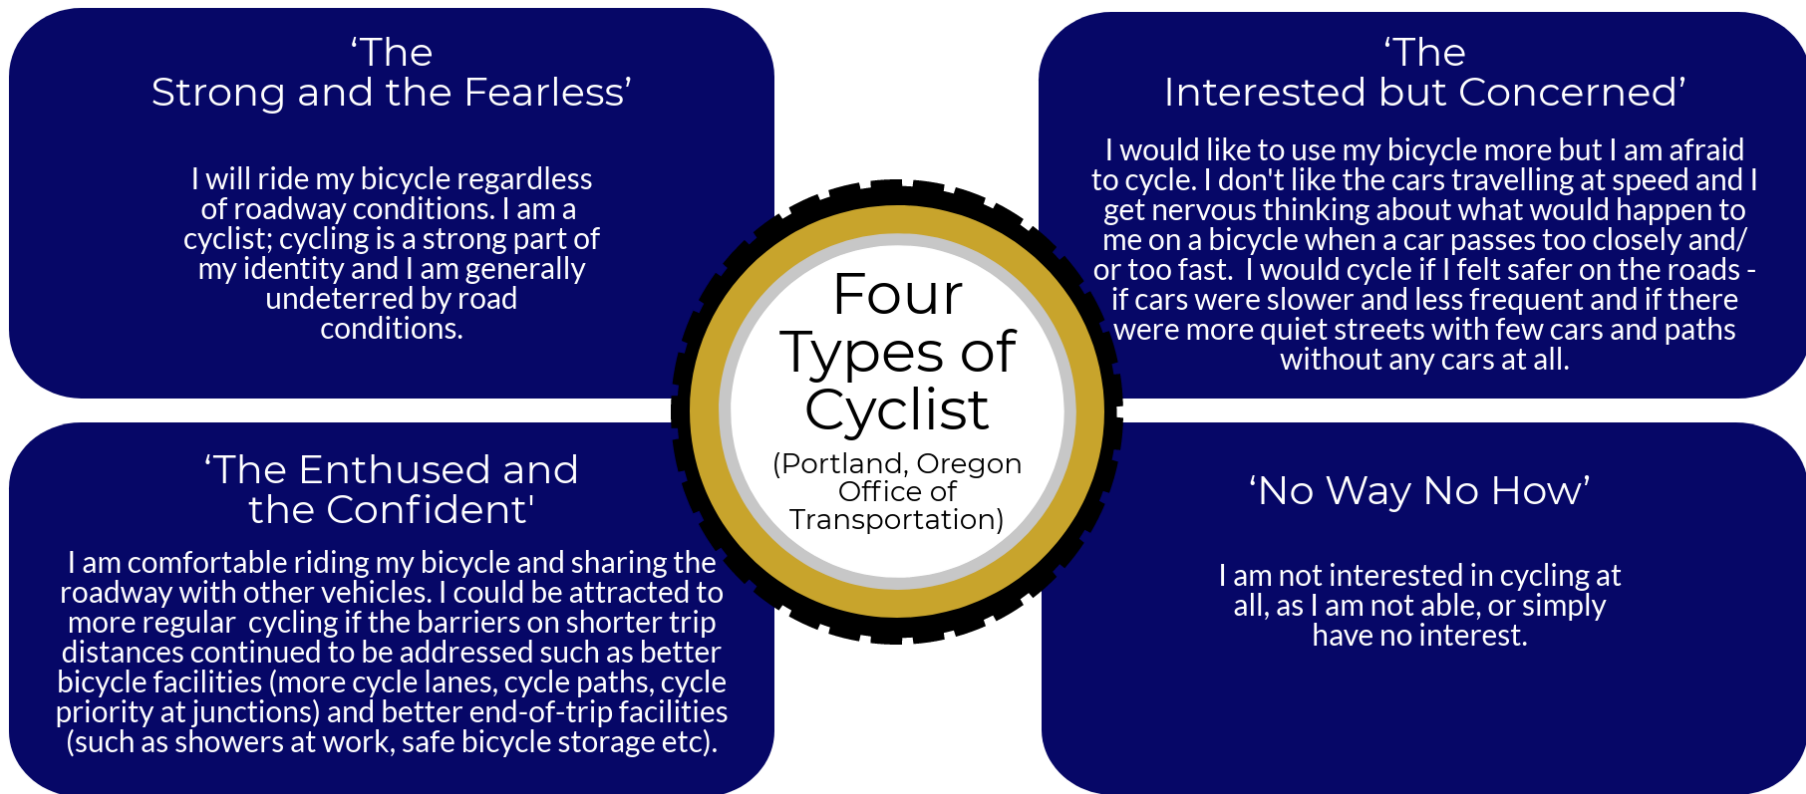 ‘The
Strong and the Fearless’
I will ride my bicycle regardless
of roadway conditions. I am a
cyclist; cycling is a strong part of
my identity and I am generally
undeterred by road
conditions.
‘The
Interested but Concerned’
I would like to use my bicycle more but I am afraid
to cycle. I don't like the cars travelling at speed and I
get nervous thinking about what would happen to
me on a bicycle when a car passes too closely and/
or too fast.  I would cycle if I felt safer on the roads -
if cars were slower and less frequent and if there
were more quiet streets with few cars and paths
without any cars at all.
Four
Types of
Cyclist
(Portland, Oregon
Office of
Transportation)
‘The Enthused and
the Confident'
I am comfortable riding my bicycle and sharing the
roadway with other vehicles. I could be attracted to
more regular  cycling if the barriers on shorter trip
distances continued to be addressed such as better
bicycle facilities (more cycle lanes, cycle paths, cycle
priority at junctions) and better end-of-trip facilities
(such as showers at work, safe bicycle storage etc).
‘No Way No How’
I am not interested in cycling at
all, as I am not able, or simply
have no interest.